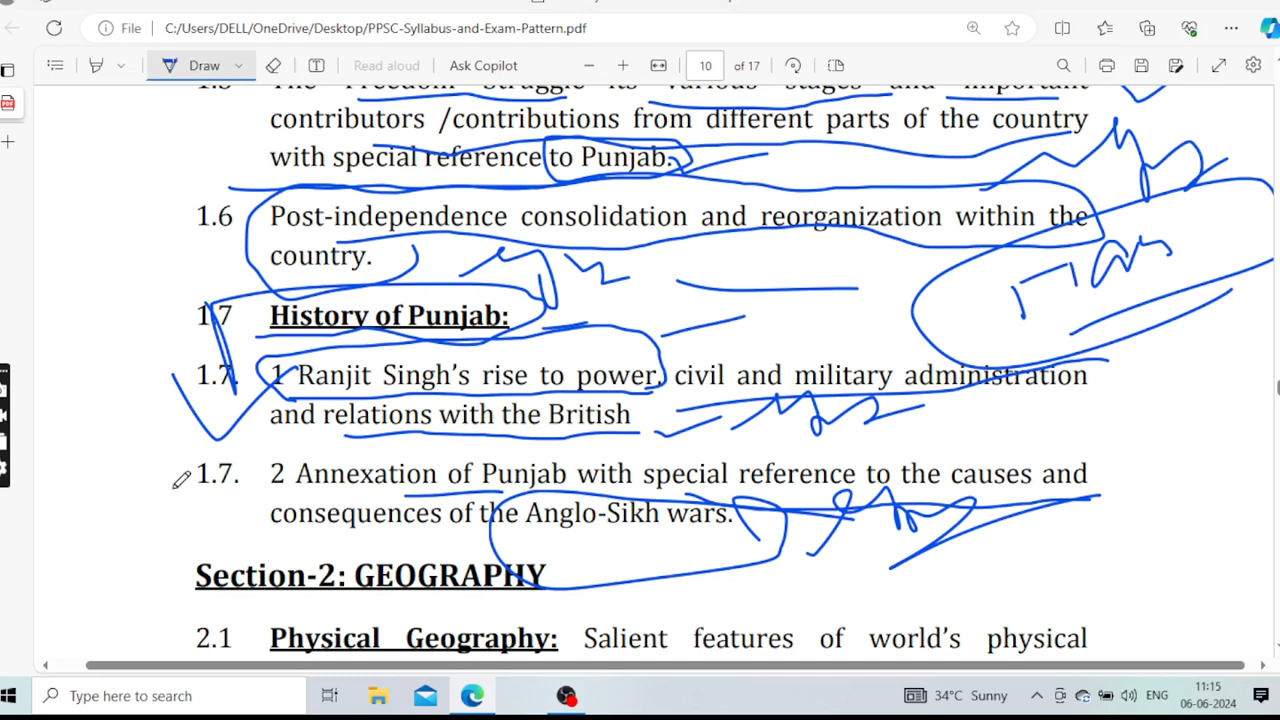 File
C:/Users/DELL/OneDrive/Desktop/PPSC-Syllabus-and-Exam-Pattern.pdf
Draw
Read aloud
Ask Copilot
10 of 17
contributors /contributions from different parts of the country
with special reference to Punjab.
1.6 Post-independence consolidation and reorganization within the
country.
1.7 History of Punjab:
1.7. 1 Ranjit Singh's rise to power, civil and military administration
and relations with the British
1.7. 2 Annexation of Punjab with special reference to the causes and
consequences of the Anglo-Sikh wars.
Section-2: GEOGRAPHY
2.1 Physical Geography: Salient features of world's physical
Type here to search
34°C Sunny
ENG
11:15
06-06-2024